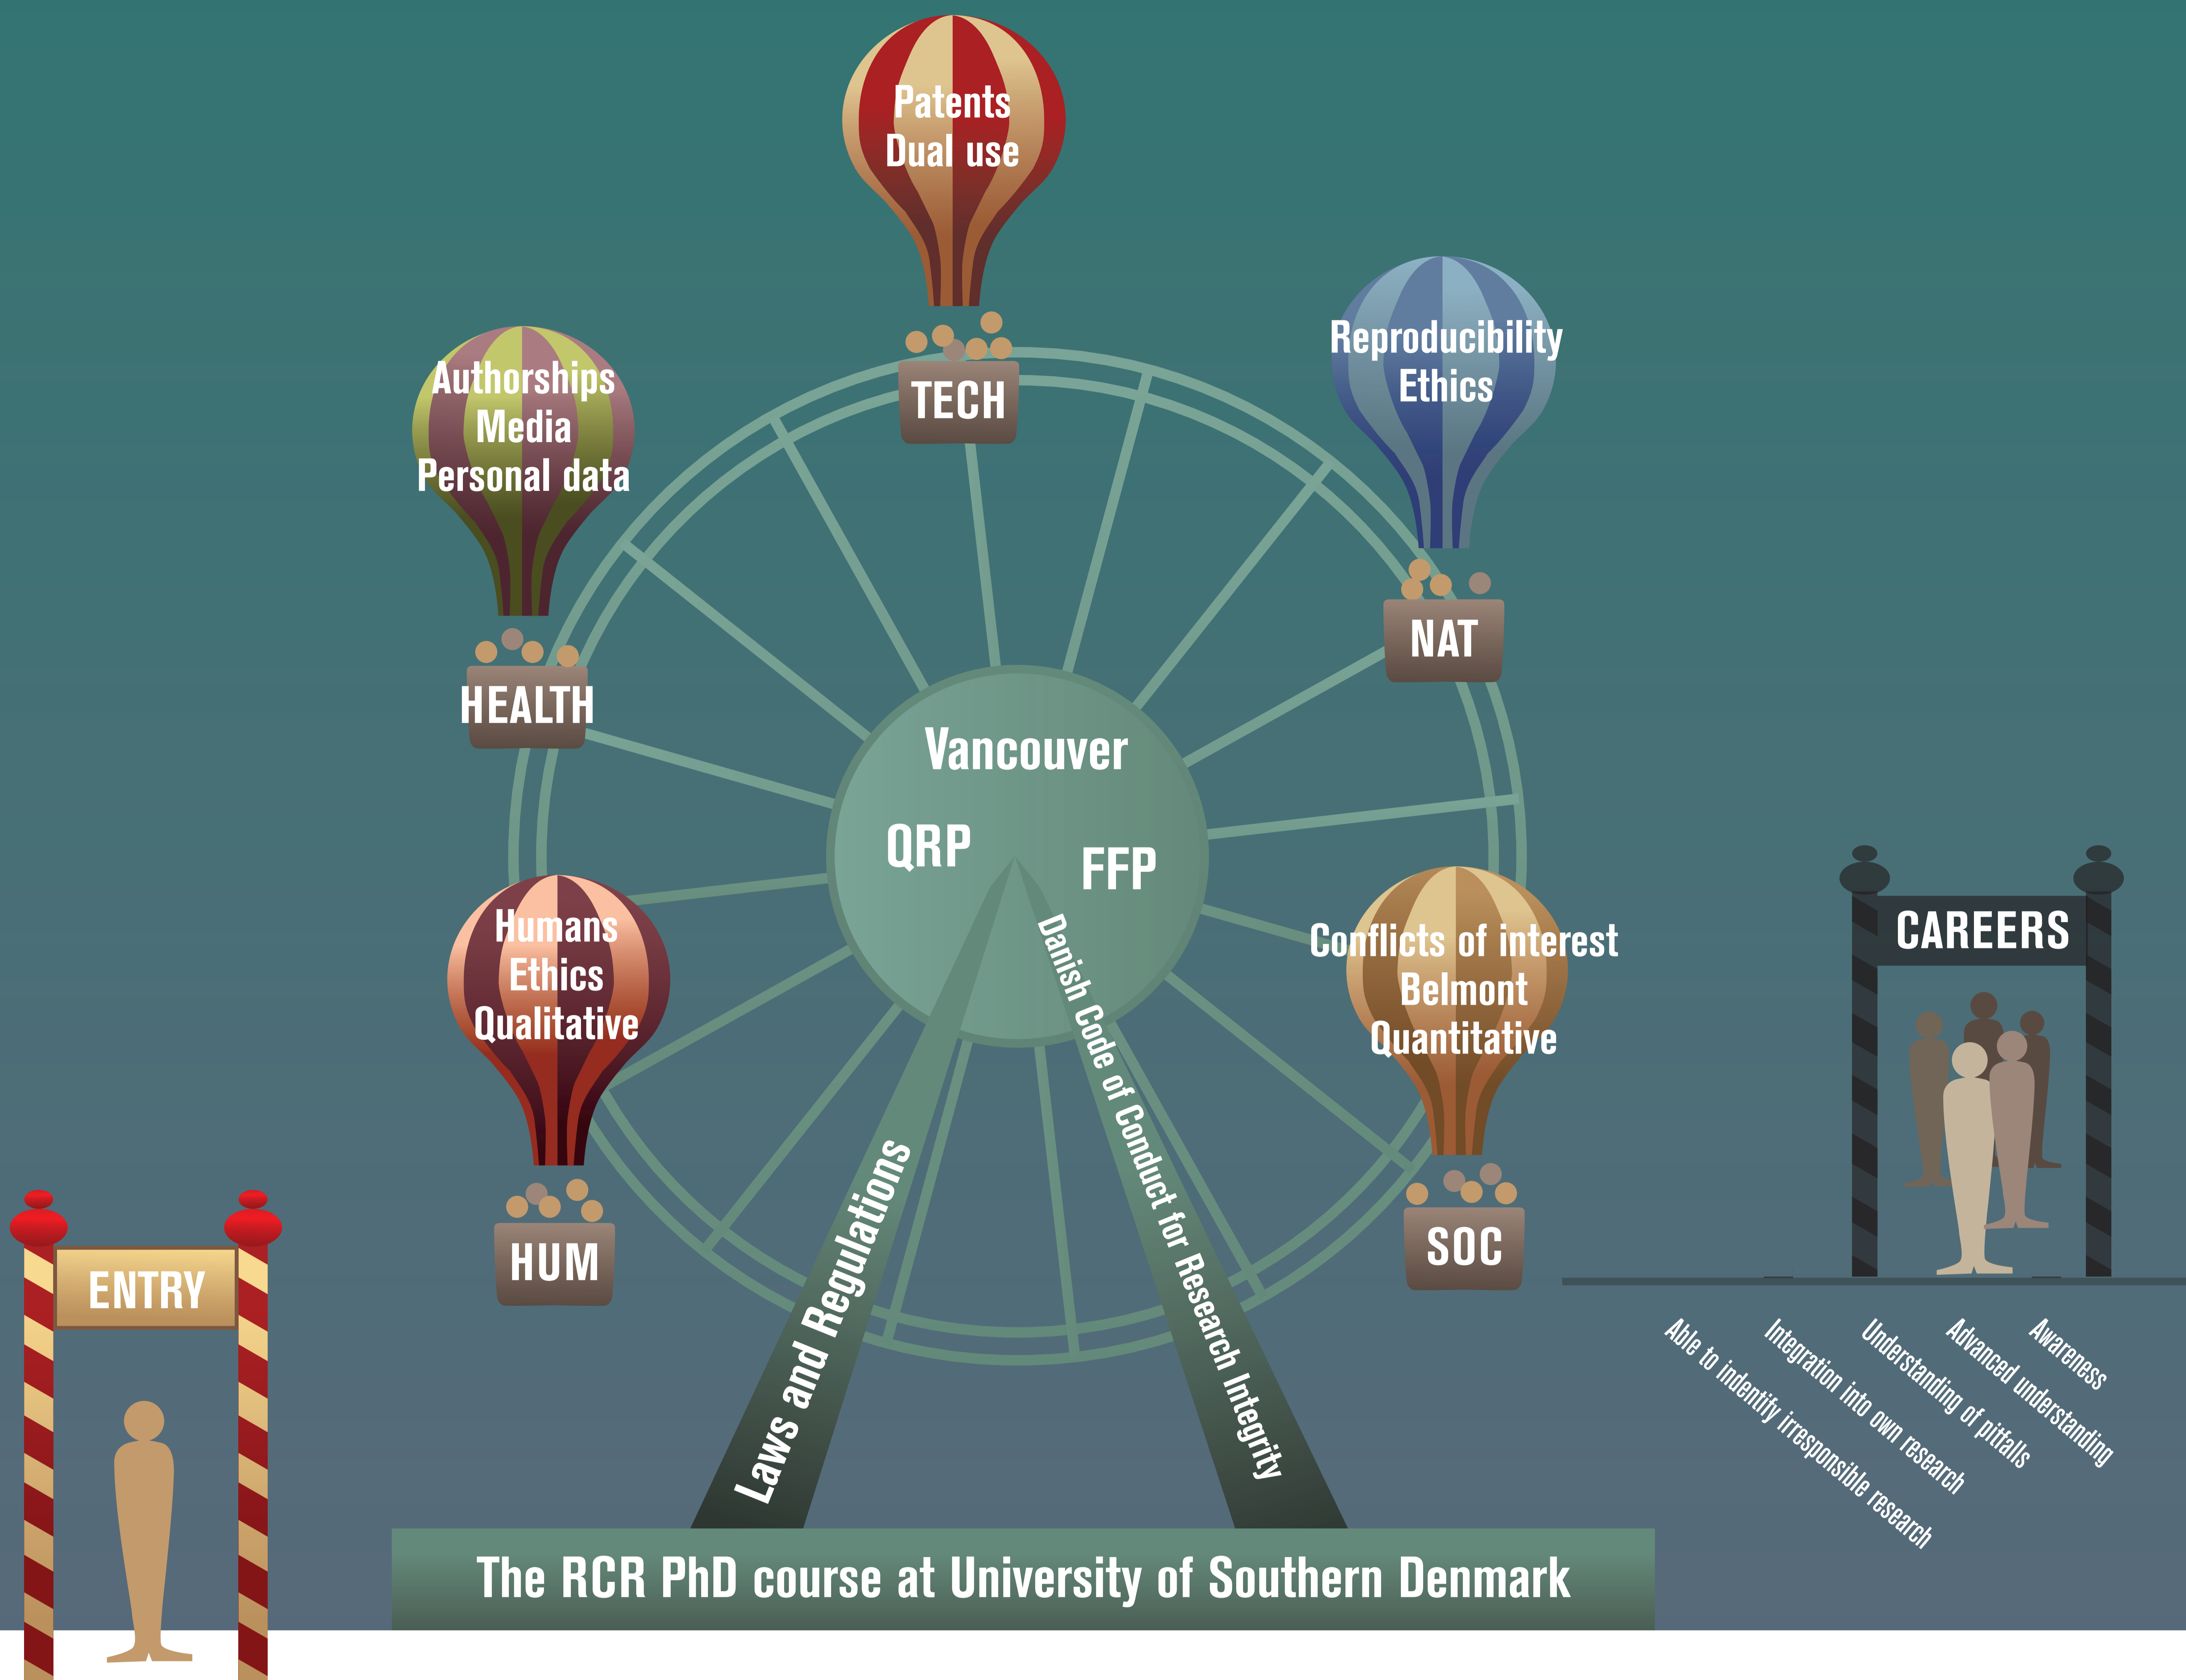 Patents
Dual use
TECH
Reproducibility
Ethics
NAT
Authorships
Media
Personal data
HEALTH
Vancouver
QRP
FFP
Humans
Ethics
Qualitative
HUM
Conflicts of interest
Belmont
Quantitative
SOC
Laws and Regulations
Danish Code of Conduct for Research Integrity
CAREERS
ENTRY
Able to indentify irresponsible research
Integration into own research
Understanding of pitfalls
Advanced understanding
Awareness
The RCR PhD course at University of Southern Denmark